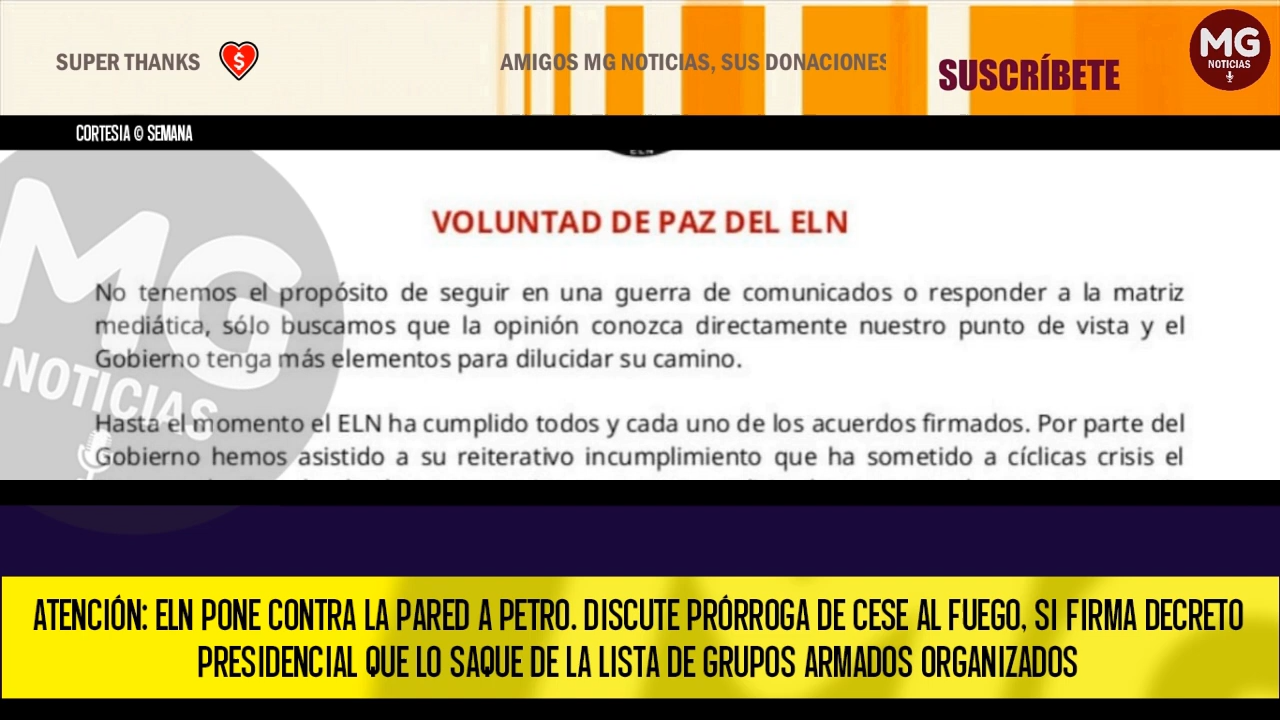 SUPER THANKS
$
AMIGOS MG NOTICIAS, SUS DONACIONES
SUSCRÍBETE
MG
NOTICIAS
CORTESIA © SEMANA
ELN
VOLUNTAD DE PAZ DEL ELN
No tenemos el propósito de seguir en una guerra de comunicados o responder a la matriz
mediática, sólo buscamos que la opinión conozca directamente nuestro punto de vista y el
Gobierno tenga más elementos para dilucidar su camino.
Hasta el momento el ELN ha cumplido todos y cada uno de los acuerdos firmados. Por parte del
Gobierno hemos asistido a su reiterativo incumplimiento que ha sometido a cíclicas crisis el
MG
NOTICIAS
ATENCIÓN: ELN PONE CONTRA LA PARED A PETRO. DISCUTE PRÓRROGA DE CESE AL FUEGO, SI FIRMA DECRETO
PRESIDENCIAL QUE LO SAQUE DE LA LISTA DE GRUPOS ARMADOS ORGANIZADOS